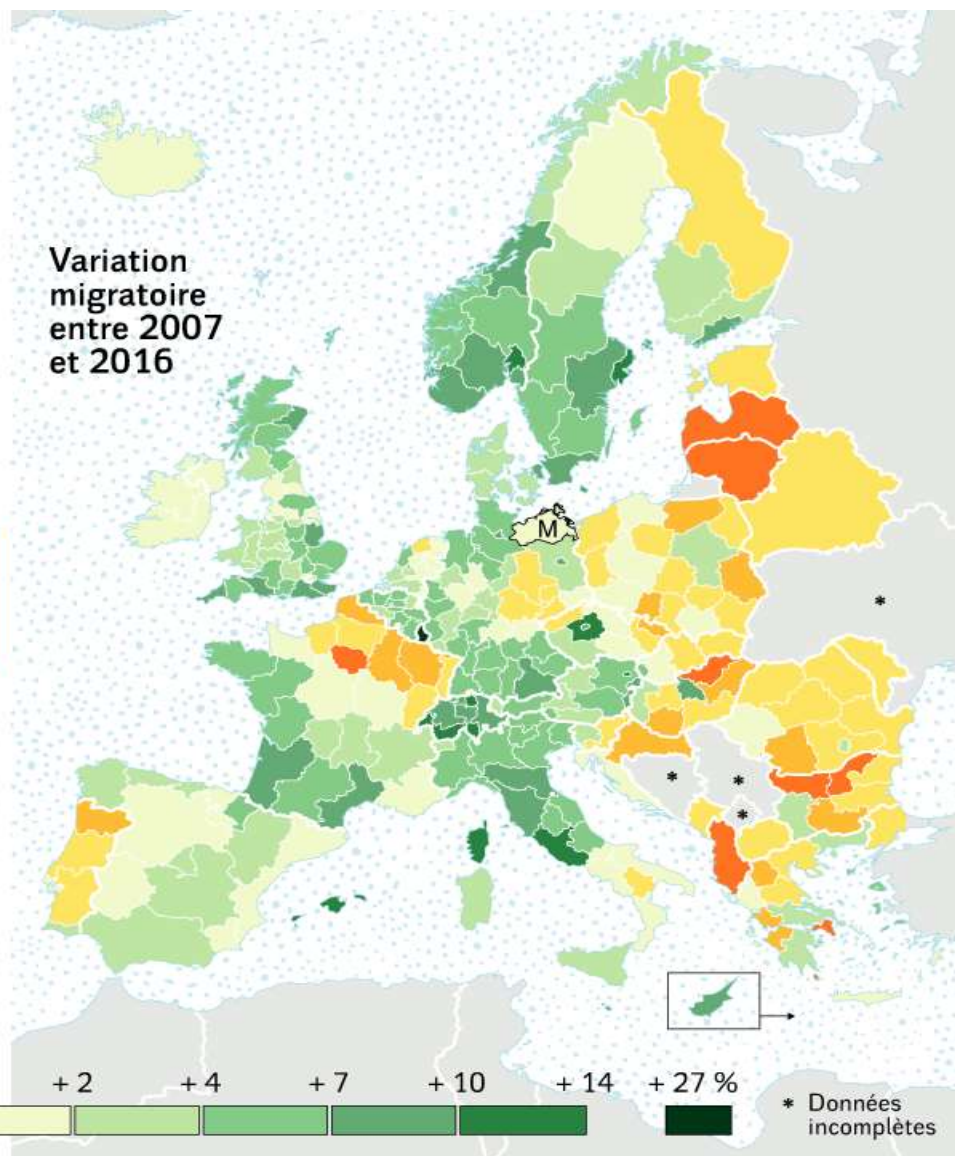 Variation
migratoire
entre 2007
et 2016
M
*
*
*
*
+ 2 + 4 + 7 + 10 + 14 + 27 %
* Données
incomplètes